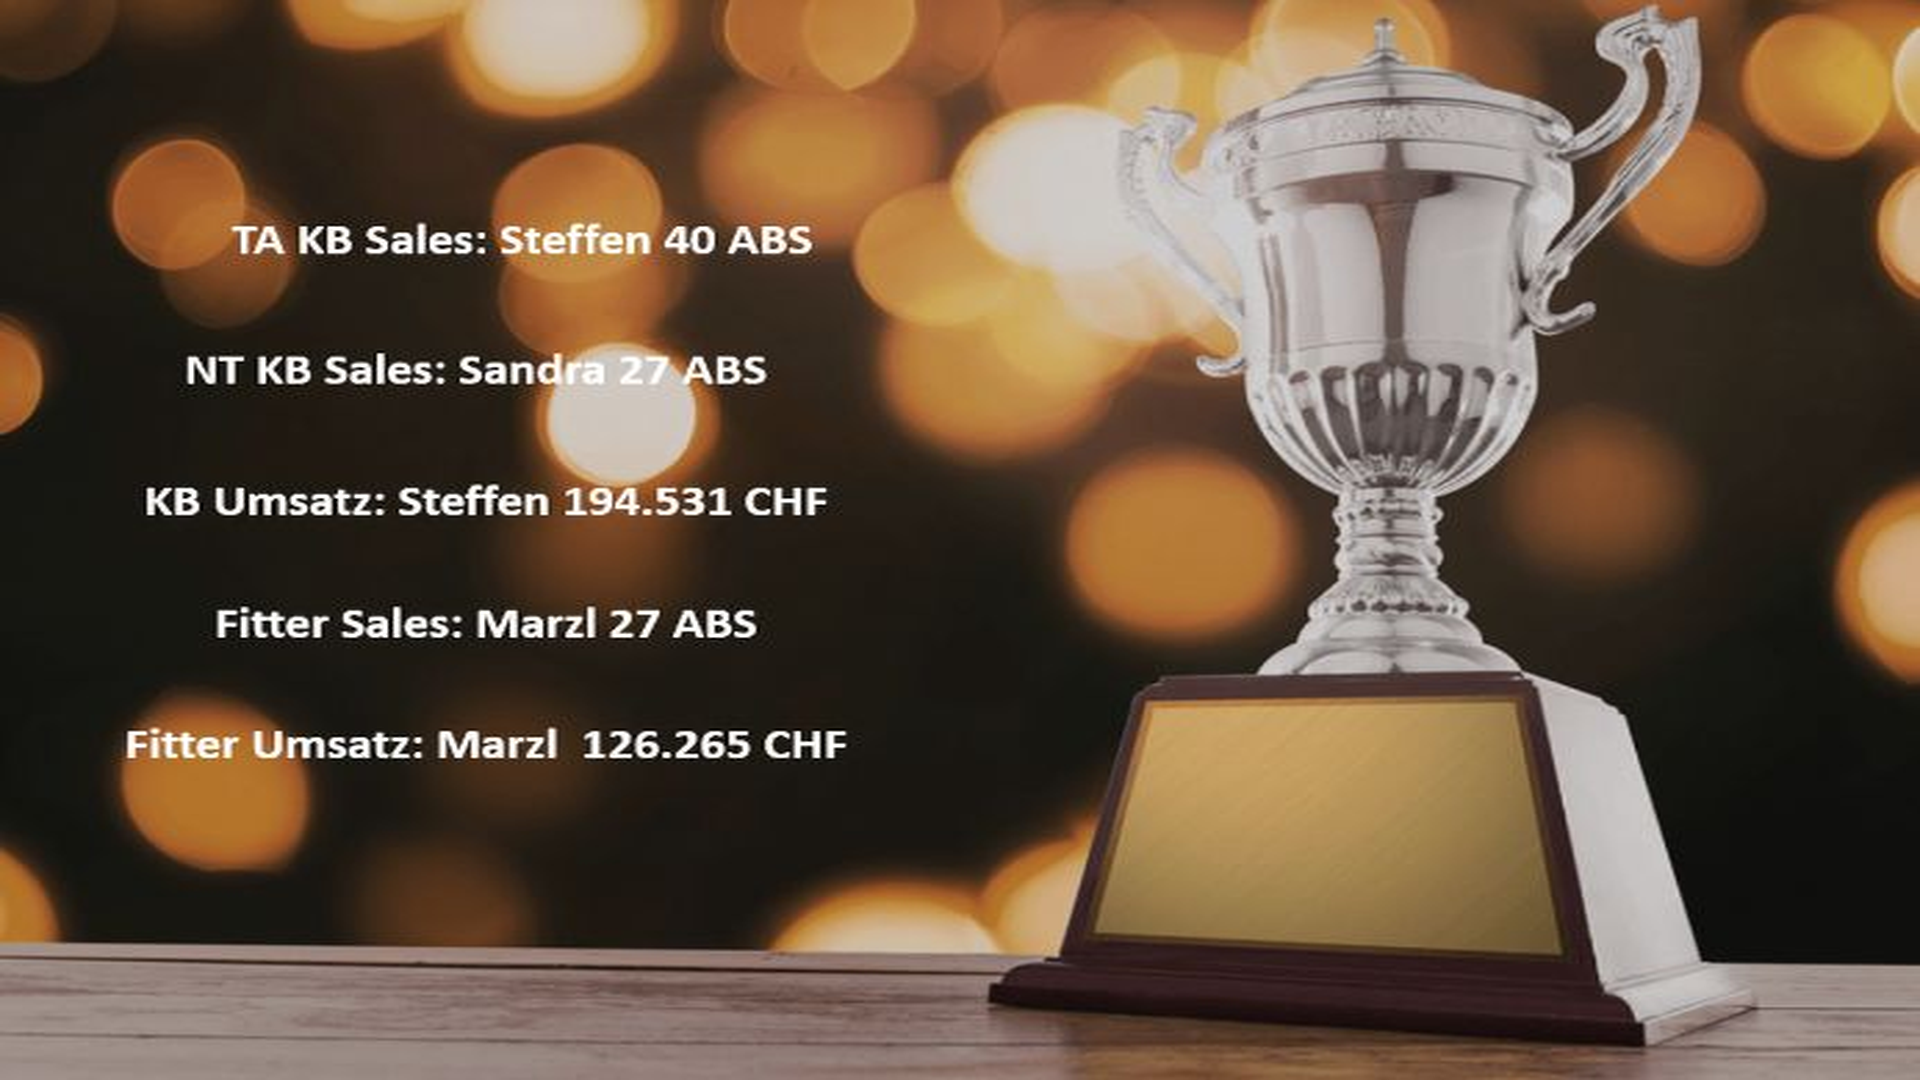 TA KB Sales: Steffen 40 ABS
NT KB Sales: Sandra 27 ABS
KB Umsatz: Steffen 194.531 CHF
Fitter Sales: Marzl 27 ABS
Fitter Umsatz: Marzl  126.265 CHF